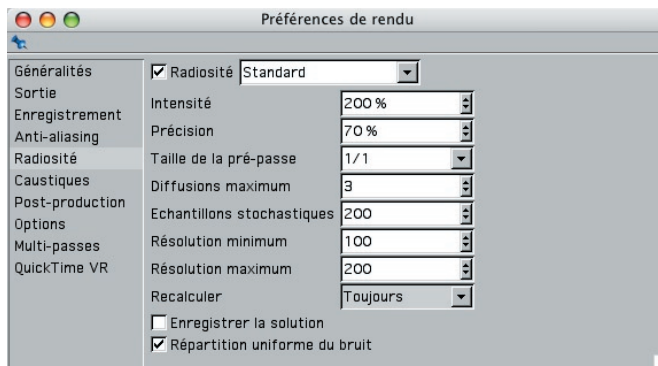 Préférences de rendu
Généralités
Sortie
Enregistrement
Anti-aliasing
Radiosité
Caustiques
Post-production
Options
Multi-passes
QuickTime VR
Radiosité Standard
Intensité 200 %
Précision 70 %
Taille de la pré-passe 1/1
Diffusions maximum 3
Echantillons stochastiques 200
Résolution minimum 100
Résolution maximum 200
Recalculer Toujours
Enregistrer la solution
Répartition uniforme du bruit